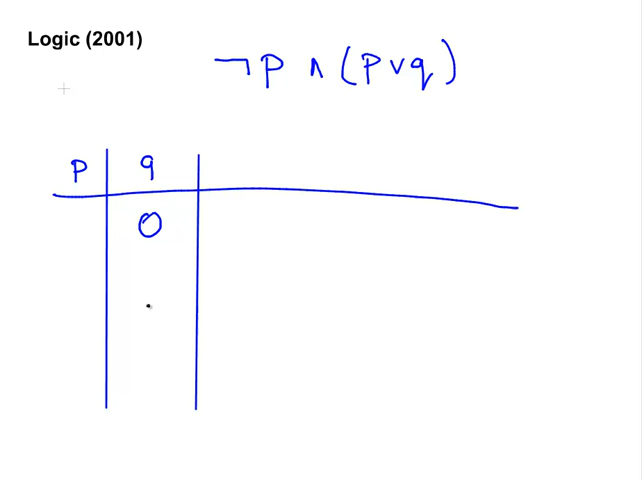 Logic (2001)
¬p ∧ (p ∨ q)
p q
0